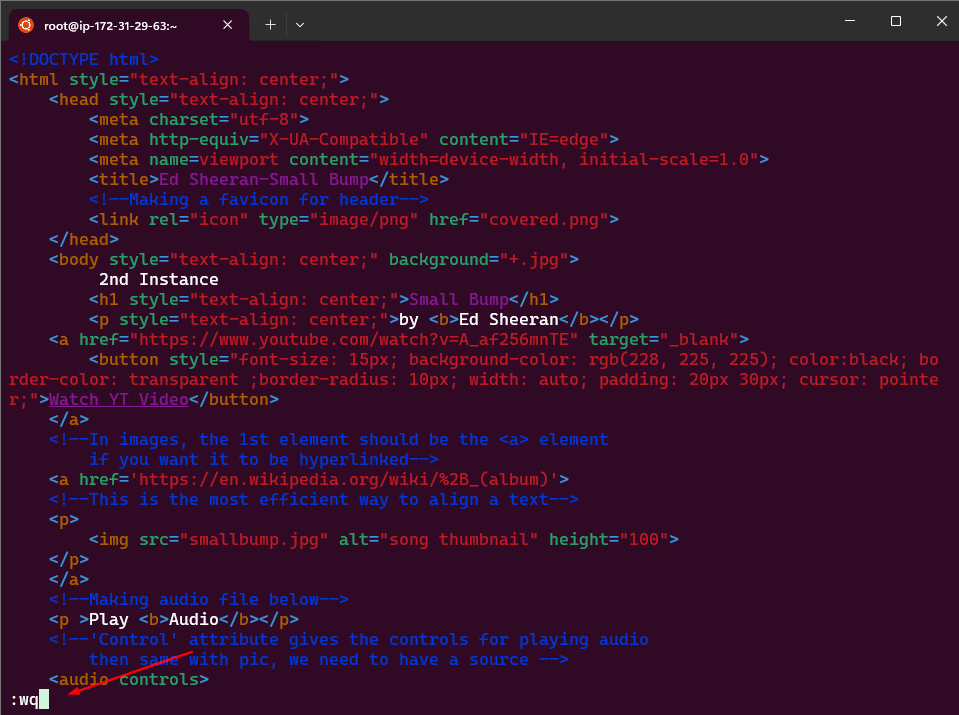 root@ip-172-31-29-63:~
<!DOCTYPE html>
<html style="text-align: center;">
    <head style="text-align: center;">
        <meta charset="utf-8">
        <meta http-equiv="X-UA-Compatible" content="IE=edge">
        <meta name=viewport content="width=device-width, initial-scale=1.0">
        <title>Ed Sheeran-Small Bump</title>
        <!--Making a favicon for header-->
        <link rel="icon" type="image/png" href="covered.png">
    </head>
    <body style="text-align: center;" background="+.jpg">
         2nd Instance
        <h1 style="text-align: center;">Small Bump</h1>
        <p style="text-align: center;">by <b>Ed Sheeran</b></p>
    <a href="https://www.youtube.com/watch?v=A_af256mnTE" target="_blank">
        <button style="font-size: 15px; background-color: rgb(228, 225, 225); color:black; bo
rder-color: transparent ;border-radius: 10px; width: auto; padding: 20px 30px; cursor: pointe
r;">Watch YT Video</button>
    </a>
    <!--In images, the 1st element should be the <a> element
        if you want it to be hyperlinked-->
    <a href='https://en.wikipedia.org/wiki/%2B_(album)'>
    <!--This is the most efficient way to align a text-->
    <p>
        <img src="smallbump.jpg" alt="song thumbnail" height="100">
    </p>
    </a>
    <!--Making audio file below-->
    <p >Play <b>Audio</b></p>
    <!--'Control' attribute gives the controls for playing audio
        then same with pic, we need to have a source -->
    <audio controls>
:wq